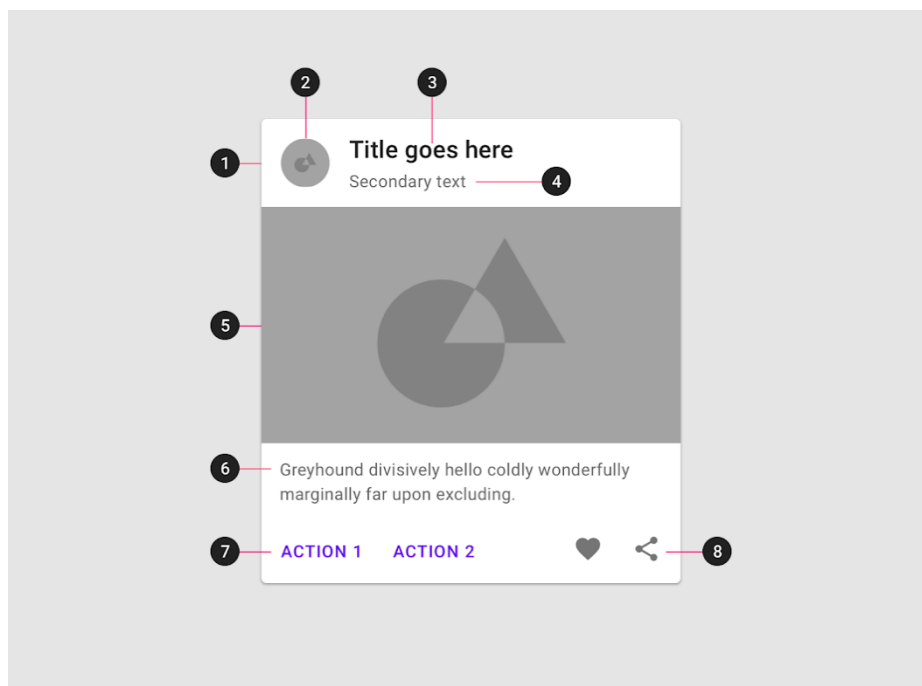 2
3
1
Title goes here
Secondary text
4
5
6
Greyhound divisively hello coldly wonderfully
marginally far upon excluding.
7
ACTION 1
ACTION 2
8